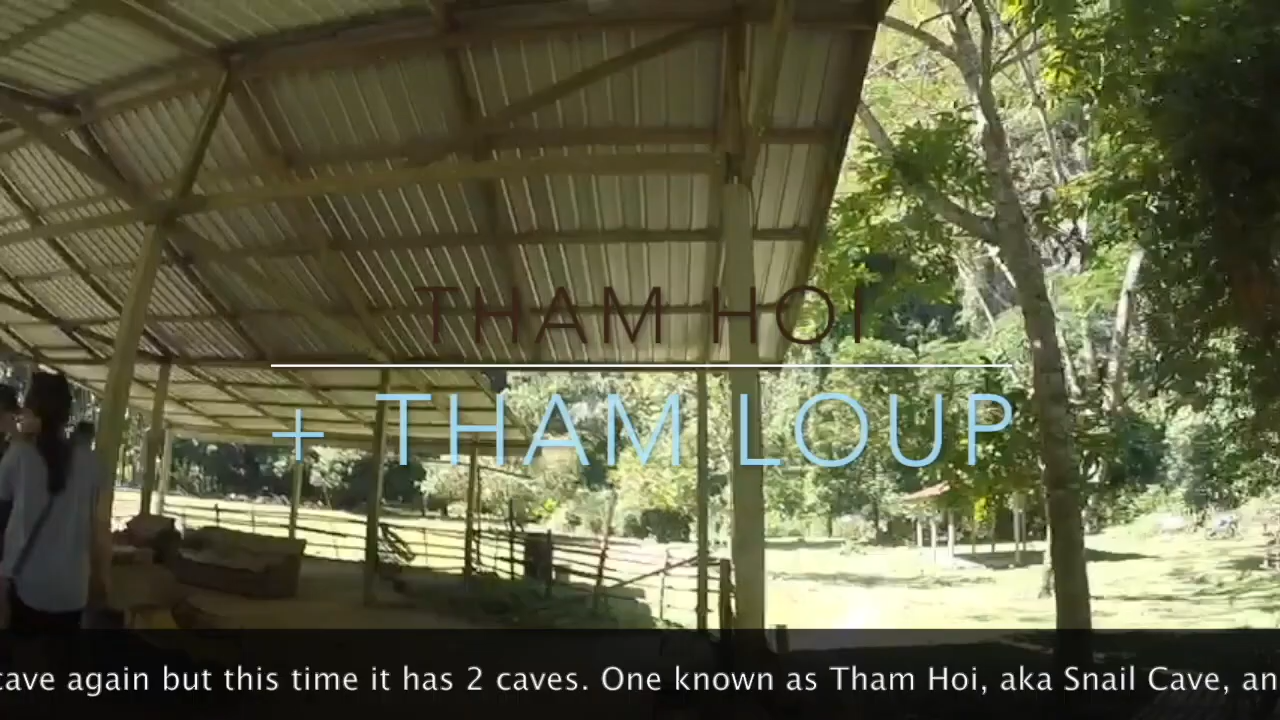 THAM HOI
+ THAM LOUP
cave again but this time it has 2 caves. One known as Tham Hoi, aka Snail Cave, an